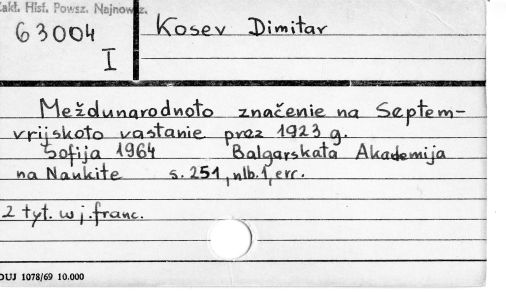 Zakł. Hist. Powsz. Najnowsz.
63004
I
Kosev Dimitar
Meždunarodnoto značenie na Septem-
vrijskoto vastanie prez 1923 g.
Sofija 1964 Balgarskata Akademija
na Naukite s. 251, nlb. 1, err.
2 tyt. w j. franc.
DUJ 1078/69 10.000